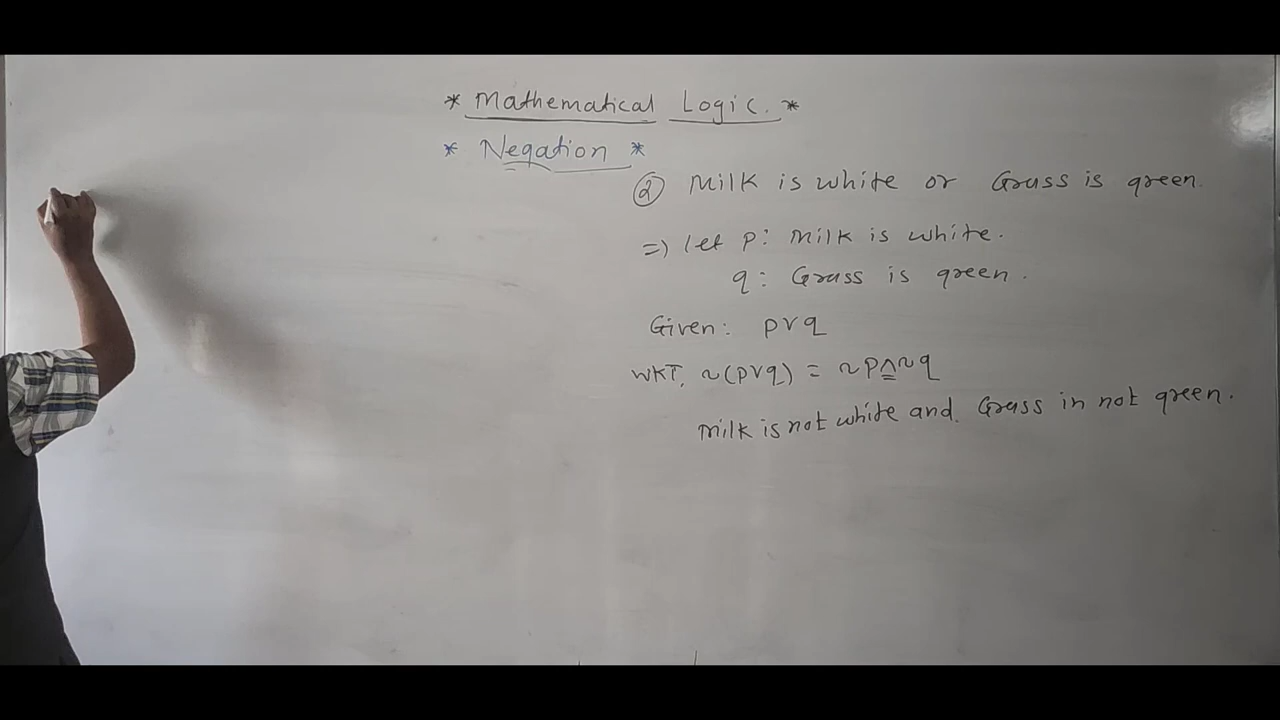 * Mathematical Logic. *
* Negation *
② Milk is white or Grass is green.
=> let p: Milk is white.
q: Grass is green.
Given: p∨q
WKT, ~(p∨q) = ~p∧~q
Milk is not white and. Grass in not green.